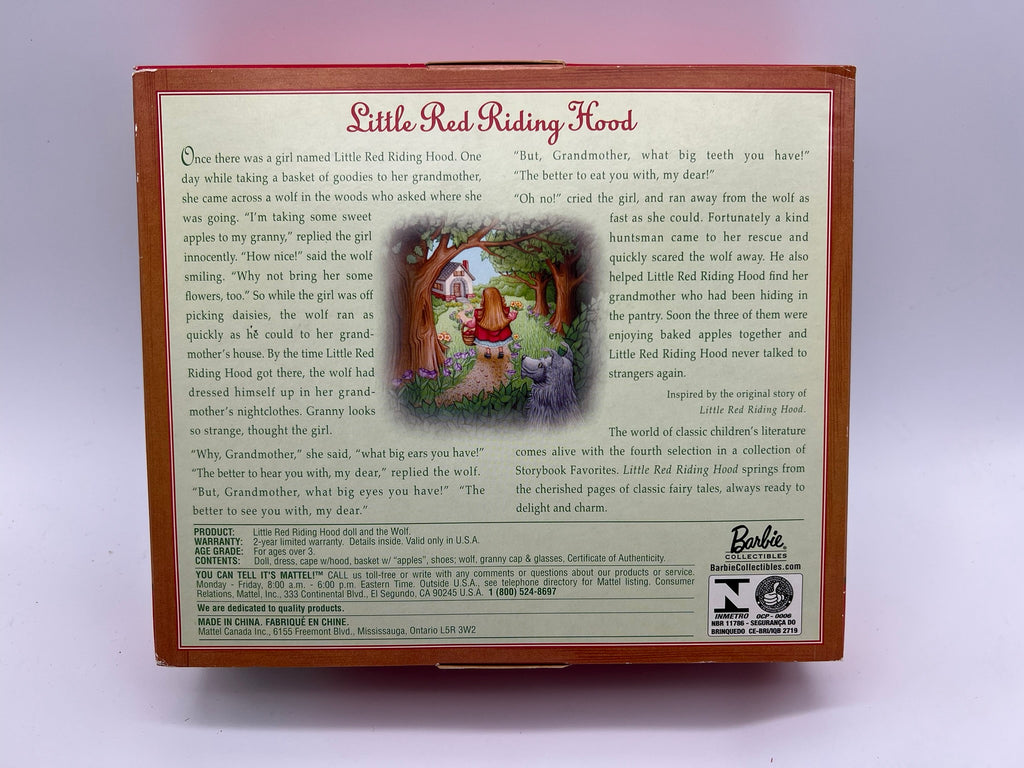 Little Red Riding Hood
Once there was a girl named Little Red Riding Hood. One
day while taking a basket of goodies to her grandmother,
she came across a wolf in the woods who asked where she
was going. “I’m taking some sweet
apples to my granny,” replied the girl
innocently. “How nice!” said the wolf
smiling. “Why not bring her some
flowers, too.” So while the girl was off
picking daisies, the wolf ran as
quickly as he could to her grand-
mother’s house. By the time Little Red
Riding Hood got there, the wolf had
dressed himself up in her grand-
mother’s nightclothes. Granny looks
so strange, thought the girl.
“Why, Grandmother,” she said, “what big ears you have!”
“The better to hear you with, my dear,” replied the wolf.
“But, Grandmother, what big eyes you have!” “The
better to see you with, my dear.”
“But, Grandmother, what big teeth you have!”
“The better to eat you with, my dear!”
“Oh no!” cried the girl, and ran away from the wolf as
fast as she could. Fortunately a kind
huntsman came to her rescue and
quickly scared the wolf away. He also
helped Little Red Riding Hood find her
grandmother who had been hiding in
the pantry. Soon the three of them were
enjoying baked apples together and
Little Red Riding Hood never talked to
strangers again.
Inspired by the original story of
Little Red Riding Hood.
The world of classic children’s literature
comes alive with the fourth selection in a collection of
Storybook Favorites. Little Red Riding Hood springs from
the cherished pages of classic fairy tales, always ready to
delight and charm.
PRODUCT: Little Red Riding Hood doll and the Wolf.
WARRANTY: 2-year limited warranty. Details inside. Valid only in U.S.A.
AGE GRADE: For ages over 3.
CONTENTS: Doll, dress, cape w/hood, basket w/ “apples”, shoes; wolf, granny cap & glasses, Certificate of Authenticity.
YOU CAN TELL IT’S MATTEL!™ CALL us toll-free or write with any comments or questions about our products or service.
Monday - Friday, 8:00 a.m. - 6:00 p.m. Eastern Time. Outside U.S.A. see telephone directory for Mattel listing. Consumer
Relations, Mattel, Inc., 333 Continental Blvd., El Segundo, CA 90245 U.S.A. 1 (800) 524-8697
We are dedicated to quality products.
MADE IN CHINA. FABRIQUÉ EN CHINE.
Mattel Canada Inc., 6155 Freemont Blvd., Mississauga, Ontario L5R 3W2
Barbie®
COLLECTIBLES
BarbieCollectibles.com
INMETRO OCP - 0006
NBR 11786 - SEGURANÇA DO
BRINQUEDO CE-BRI/IQB 2719